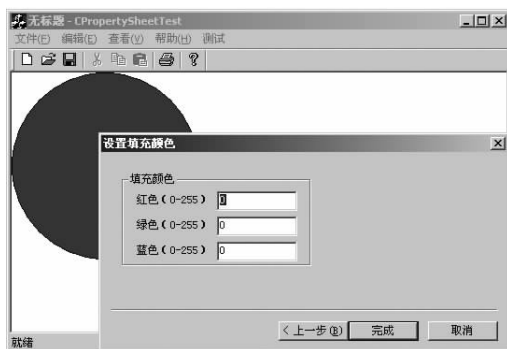 无标题 - CPropertySheetTest
文件(F) 编辑(E) 查看(V) 帮助(H) 测试
设置填充颜色
填充颜色
红色(0-255) 0
绿色(0-255) 0
蓝色(0-255) 0
< 上一步(B) 完成 取消
就绪